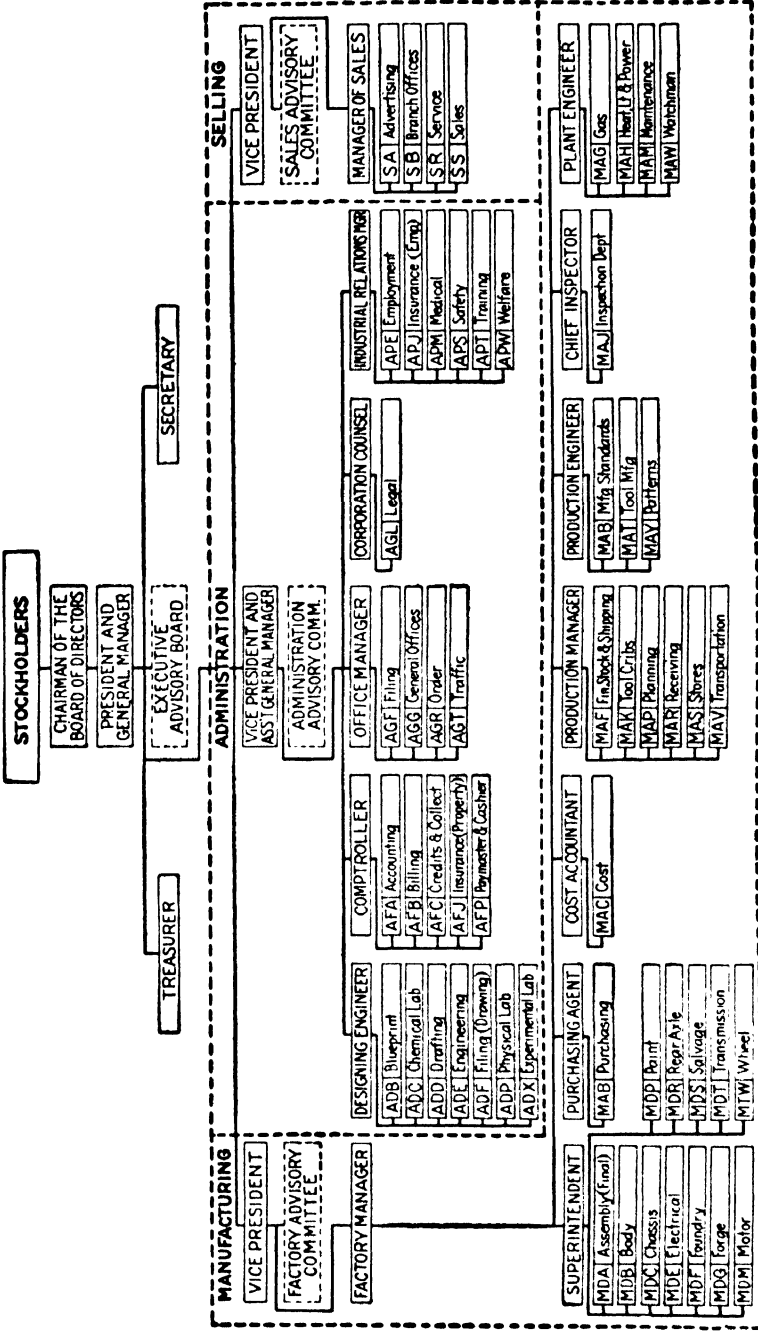 STOCKHOLDERS
CHAIRMAN OF THE
BOARD OF DIRECTORS
PRESIDENT AND
GENERAL MANAGER
TREASURER
EXECUTIVE
ADVISORY BOARD
SECRETARY
MANUFACTURING
VICE PRESIDENT
FACTORY ADVISORY
COMMITTEE
FACTORY MANAGER
ADMINISTRATION
VICE PRESIDENT AND
ASS'T GENERAL MANAGER
ADMINISTRATION
ADVISORY COMM.
SELLING
VICE PRESIDENT
SALES ADVISORY
COMMITTEE
MANAGER OF SALES
SA Advertising
SB Branch Offices
SR Service
SS Sales
DESIGNING ENGINEER
ADB Blueprint
ADC Chemical Lab
ADD Drafting
ADE Engineering
ADF Filing (Drawing)
ADP Physical Lab
ADX Experimental Lab
COMPTROLLER
AFA Accounting
AFB Billing
AFC Credits & Collect
AFJ Insurance(Property)
AFP Paymaster & Cashier
OFFICE MANAGER
AGF Filing
AGG General Offices
AGR Order
AGT Traffic
CORPORATION COUNSEL
AGL Legal
INDUSTRIAL RELATIONS MGR
APE Employment
APJ Insurance (Emp)
APM Medical
APS Safety
APT Training
APW Welfare
SUPERINTENDENT
MDA Assembly(Final)
MDB Body
MDC Chassis
MDE Electrical
MDF Foundry
MDG Forge
MDM Motor
MDP Paint
MDR Rear Axle
MDS Salvage
MDT Transmission
MTW Wheel
PURCHASING AGENT
MAB Purchasing
COST ACCOUNTANT
MAC Cost
PRODUCTION MANAGER
MAF Fin.Stock & Shipping
MAK Tool Cribs
MAP Planning
MAR Receiving
MAS Stores
MAV Transportation
PRODUCTION ENGINEER
MAB Mfg Standards
MAT Tool Mfg
MAY Patterns
CHIEF INSPECTOR
MAJ Inspection Dept
PLANT ENGINEER
MAG Gas
MAH Heat Lt & Power
MAM Maintenance
MAW Watchman